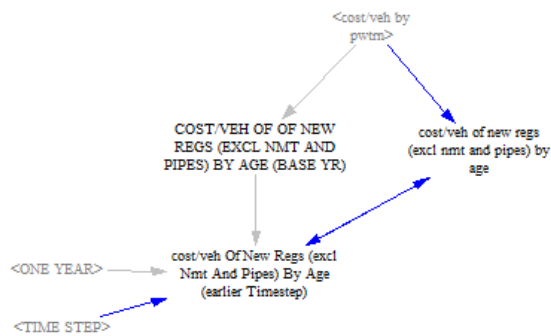 <cost/veh by
pwtm>
COST/VEH OF OF NEW
REGS (EXCL NMT AND
PIPES) BY AGE (BASE YR)
cost/veh of new regs
(excl nmt and pipes) by
age
cost/veh Of New Regs (excl
Nmt And Pipes) By Age
(earlier Timestep)
<ONE YEAR>
<TIME STEP>